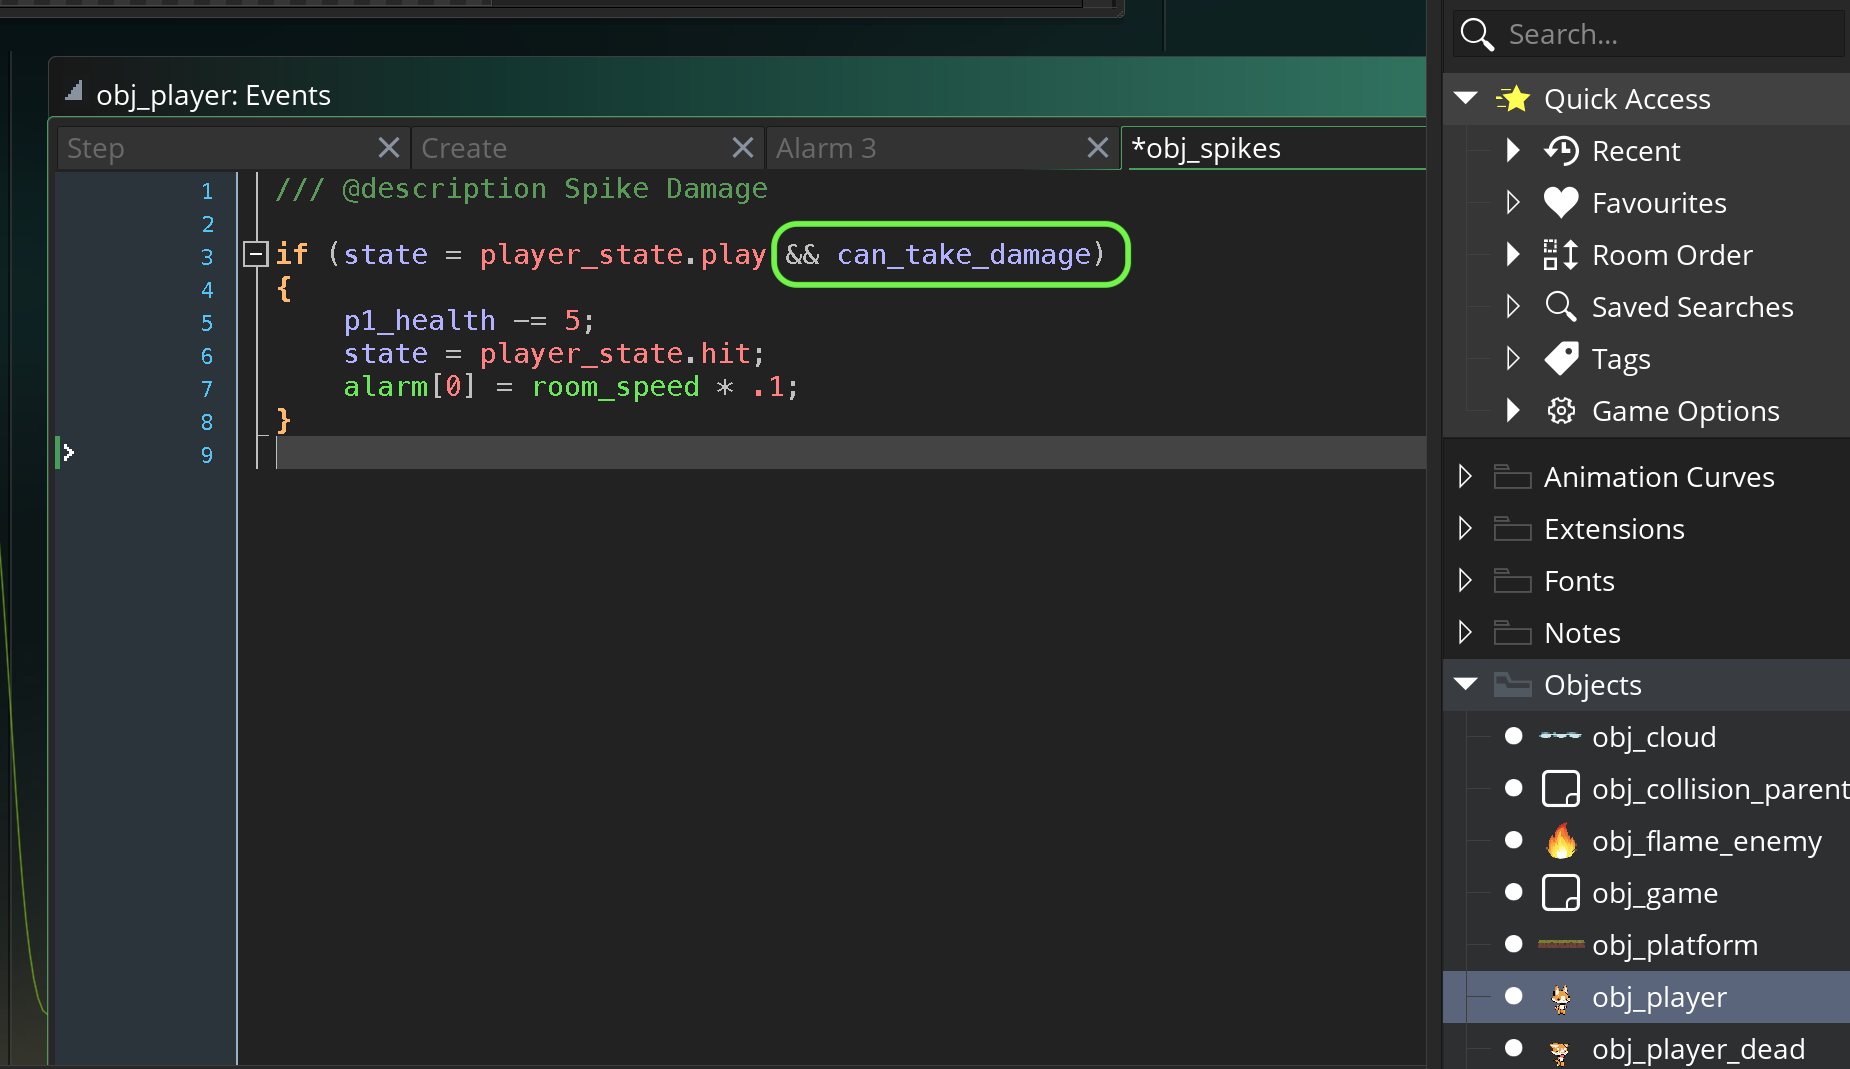 obj_player: Events
Step
Create
Alarm 3
*obj_spikes
1 /// @description Spike Damage
2
3 if (state = player_state.play && can_take_damage)
4 {
5 p1_health -= 5;
6 state = player_state.hit;
7 alarm[0] = room_speed * .1;
8 }
9
Search...
Quick Access
Recent
Favourites
Room Order
Saved Searches
Tags
Game Options
Animation Curves
Extensions
Fonts
Notes
Objects
obj_cloud
obj_collision_parent
obj_flame_enemy
obj_game
obj_platform
obj_player
obj_player_dead